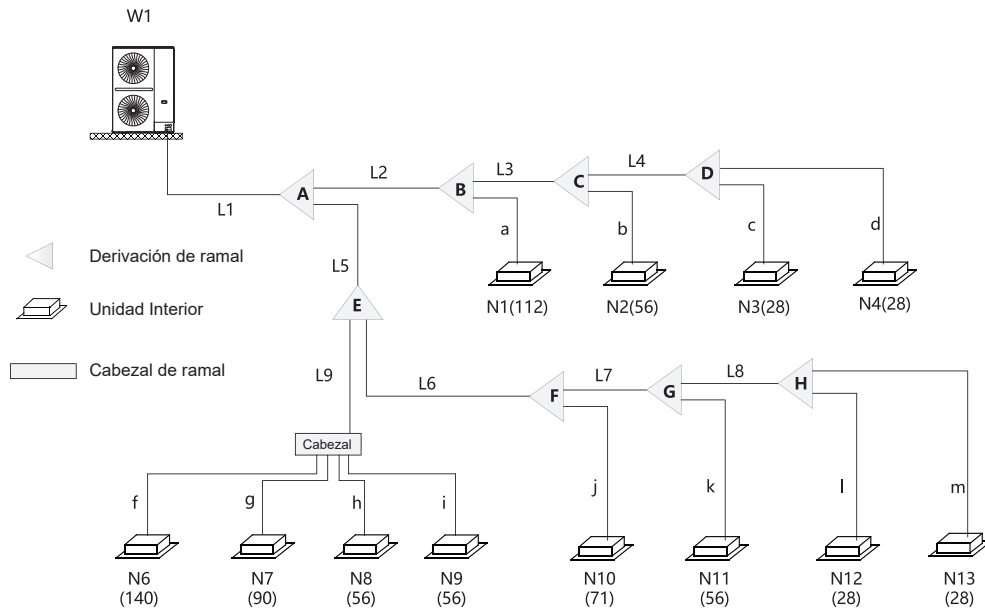 W1
L1
A
L2
B
L3
C
L4
D
a
b
c
d
N1(112)
N2(56)
N3(28)
N4(28)
Derivación de ramal
Unidad Interior
Cabezal de ramal
L5
E
L9
L6
F
L7
G
L8
H
Cabezal
f
g
h
i
j
k
l
m
N6
(140)
N7
(90)
N8
(56)
N9
(56)
N10
(71)
N11
(56)
N12
(28)
N13
(28)